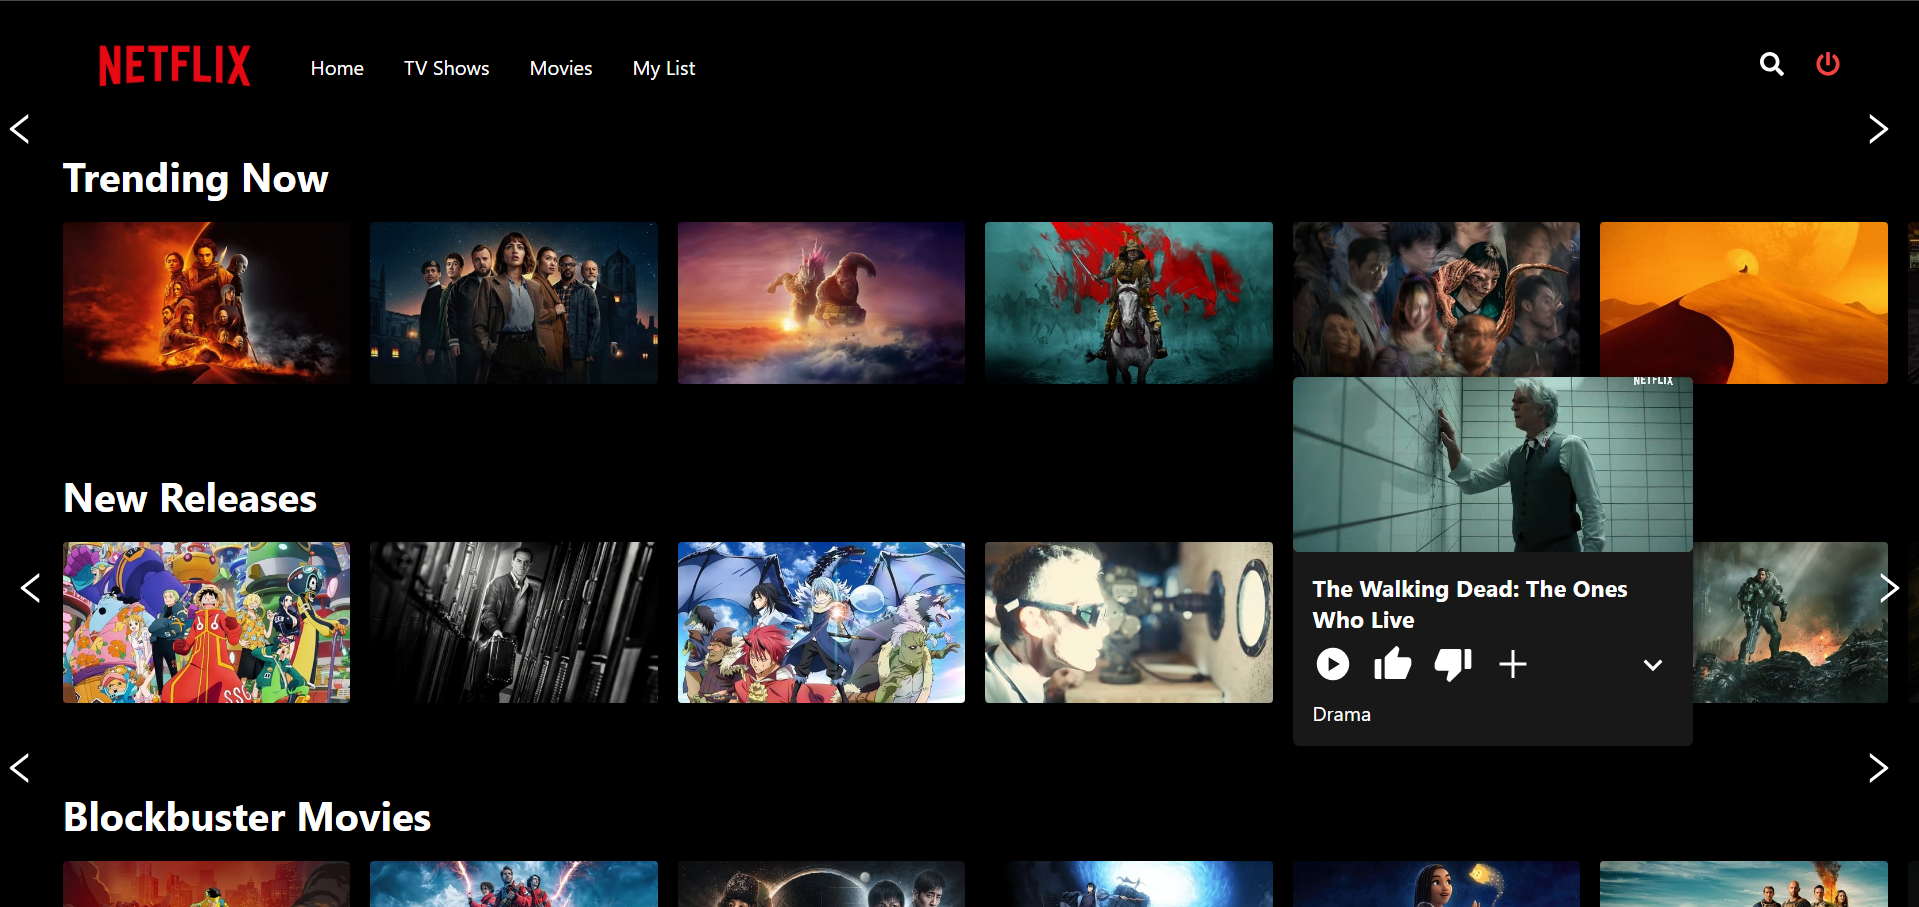 NETFLIX
Home
TV Shows
Movies
My List
Trending Now
NETFLIX
New Releases
SSG
The Walking Dead: The Ones
Who Live
Drama
Blockbuster Movies